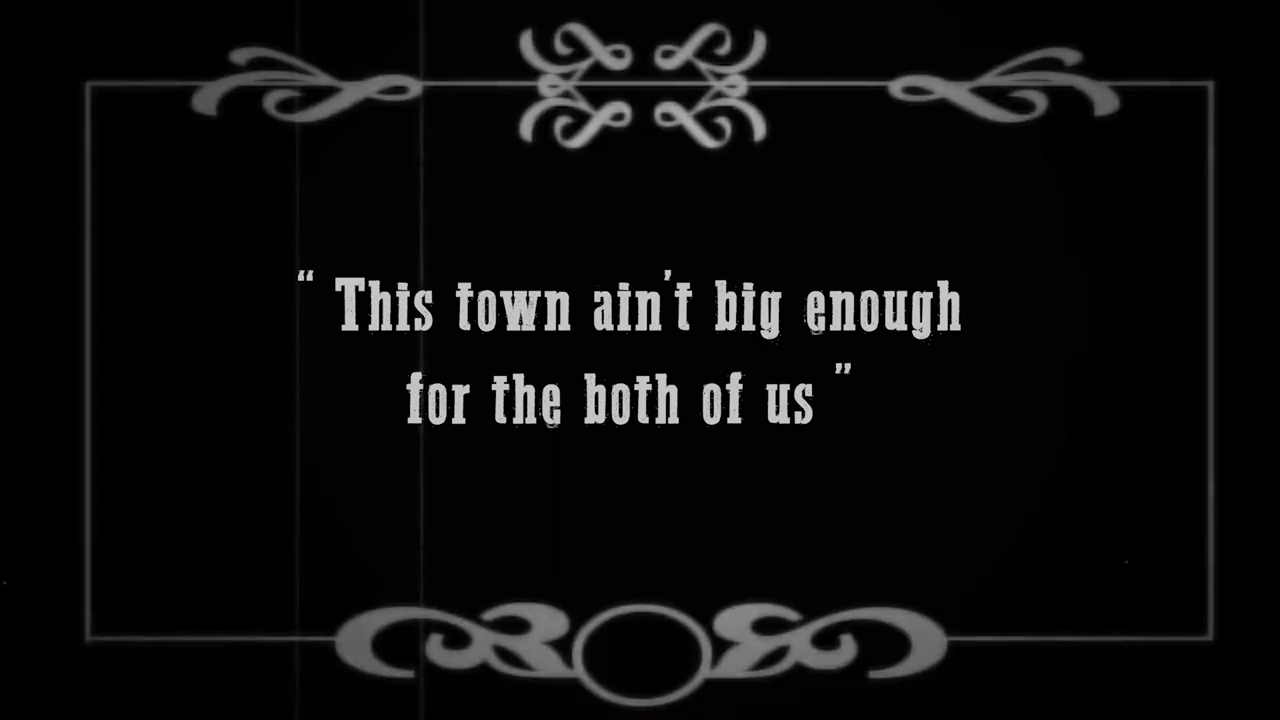 “ This town ain't big enough
for the both of us ”